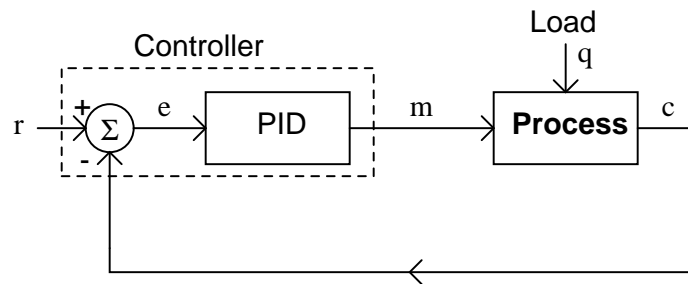 Controller
Load
q
r
+
Σ
-
e
PID
m
Process
c